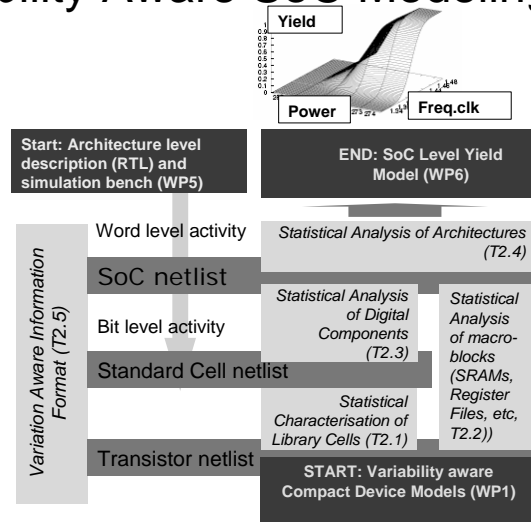 bility Aware SoC Modeling
Yield
Power
Freq.clk
Start: Architecture level
description (RTL) and
simulation bench (WP5)
END: SoC Level Yield
Model (WP6)
Word level activity
Statistical Analysis of Architectures
(T2.4)
SoC netlist
Variation Aware Information
Format (T2.5)
Statistical Analysis
of Digital
Components
(T2.3)
Statistical
Analysis
of macro-
blocks
(SRAMs,
Register
Files, etc,
T2.2))
Bit level activity
Standard Cell netlist
Statistical
Characterisation of
Library Cells (T2.1)
Transistor netlist
START: Variability aware
Compact Device Models (WP1)